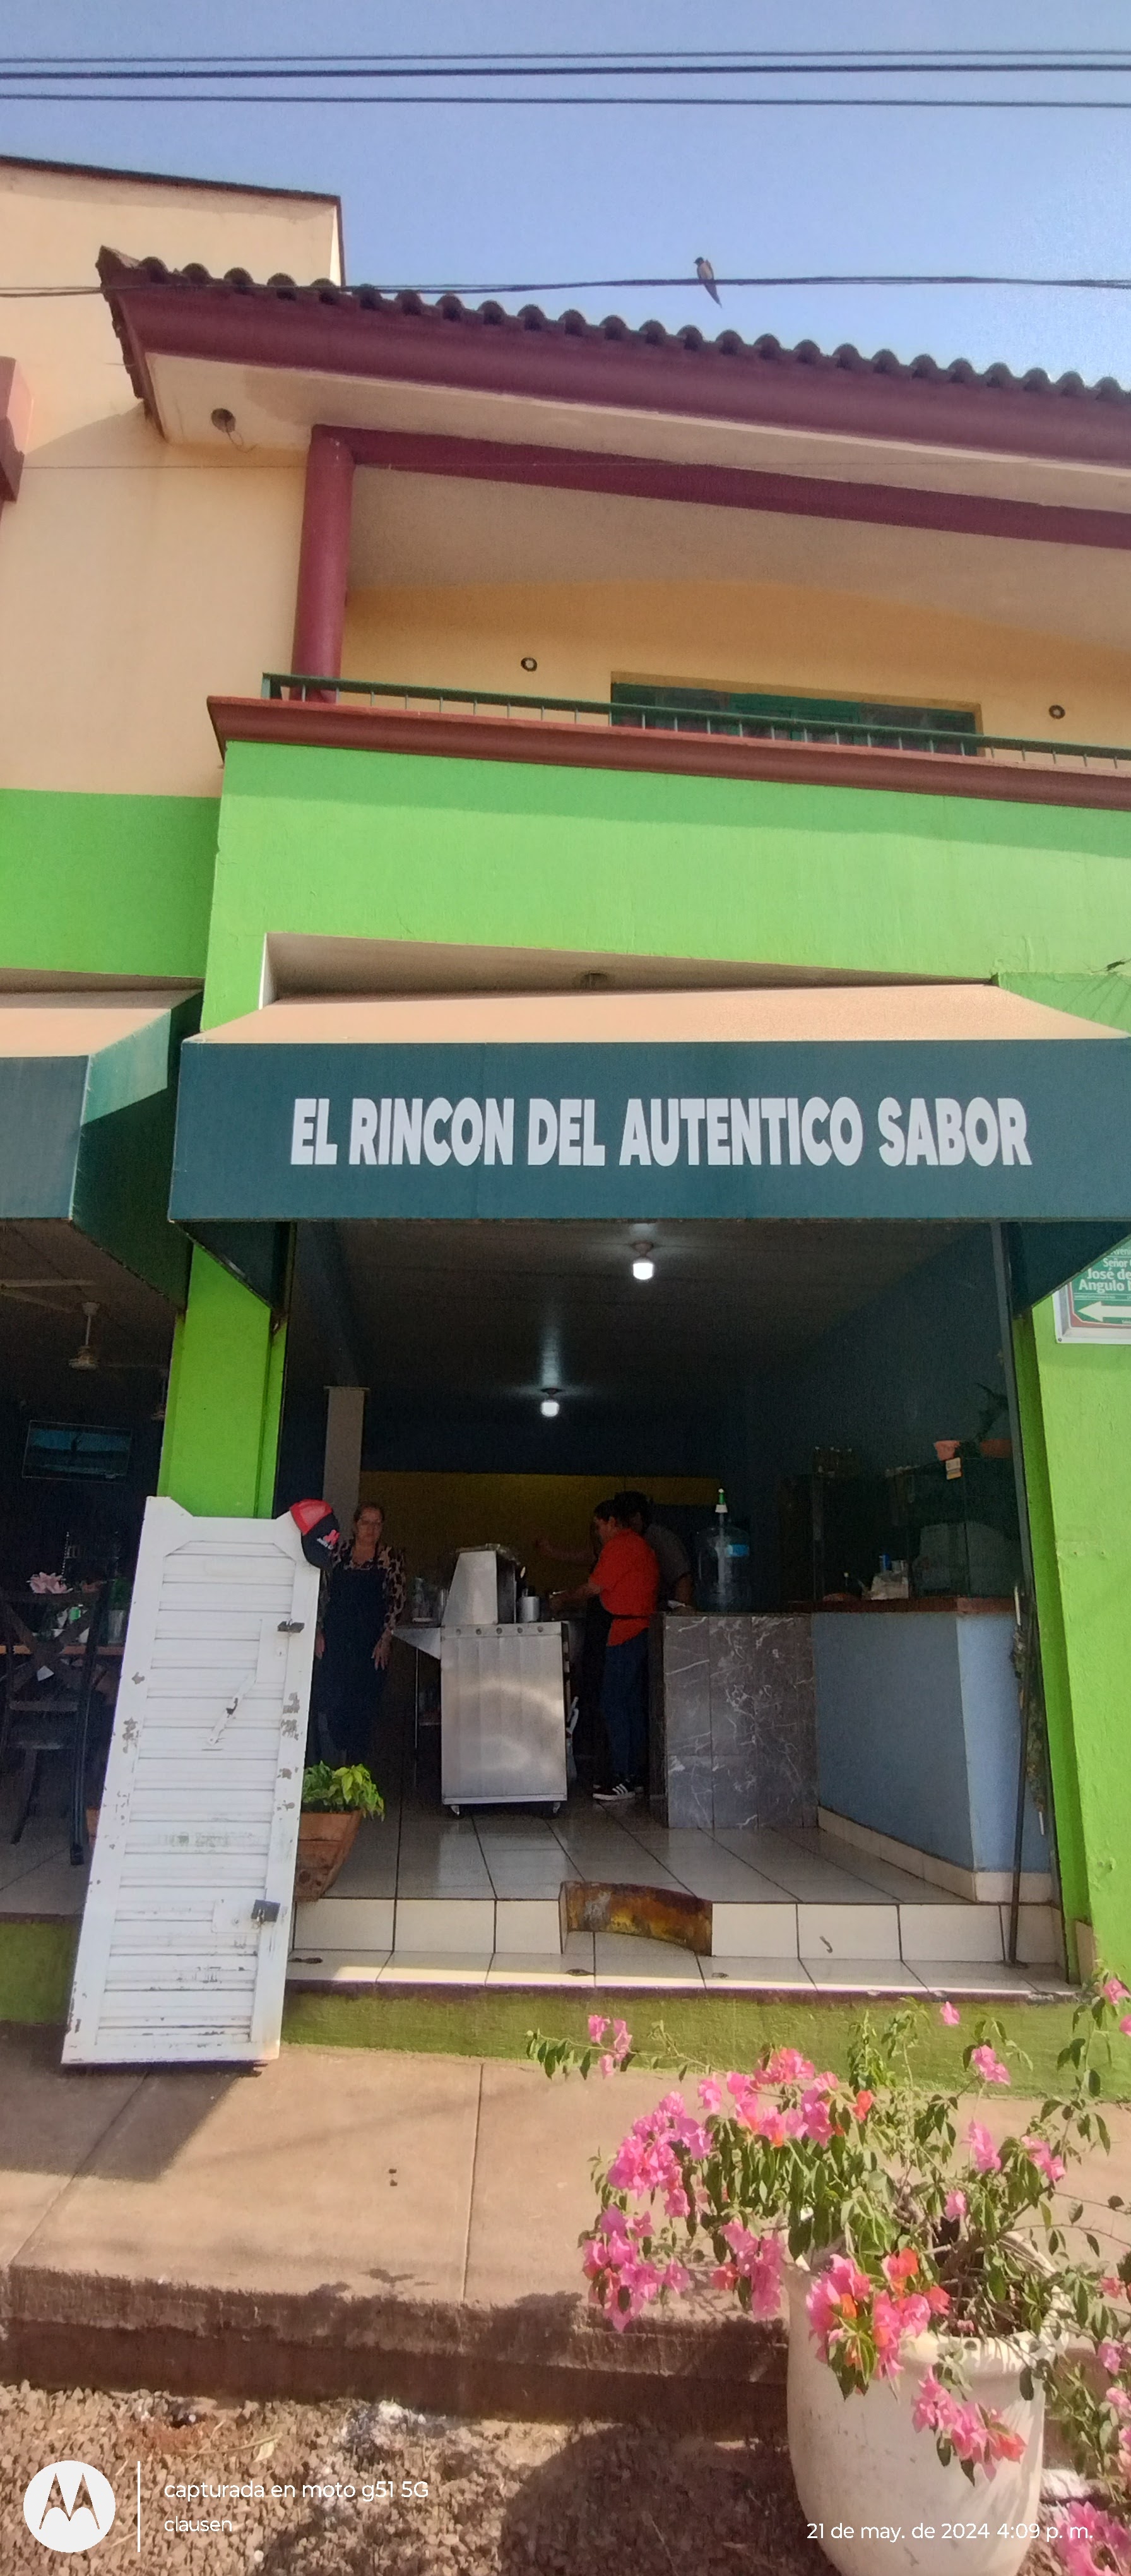 EL RINCON DEL AUTENTICO SABOR
Señor
José de
Angulo
capturada en moto g51 5G
clausen
21 de may. de 2024 4:09 p. m.